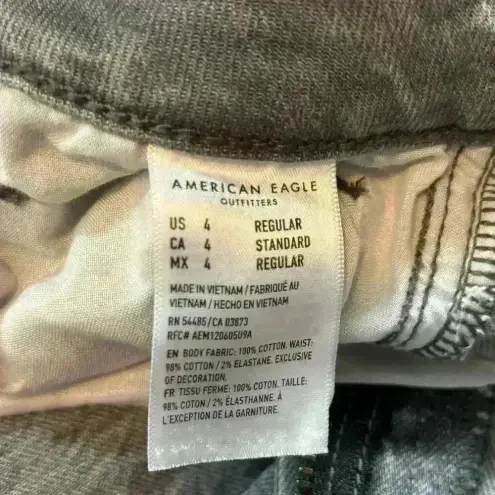 AMERICAN EAGLE
OUTFITTERS
US 4 REGULAR
CA 4 STANDARD
MX 4 REGULAR
MADE IN VIETNAM / FABRIQUÉ AU
VIETNAM / HECHO EN VIETNAM
RN 54485/CA 03873
RFC# AEM120605U9A
EN BODY FABRIC: 100% COTTON. WAIST:
98% COTTON / 2% ELASTANE. EXCLUSIVE
OF DECORATION.
FR TISSU FERME: 100% COTON. TAILLE:
98% COTON / 2% ÉLASTHANNE. À
L'EXCEPTION DE LA GARNITURE.